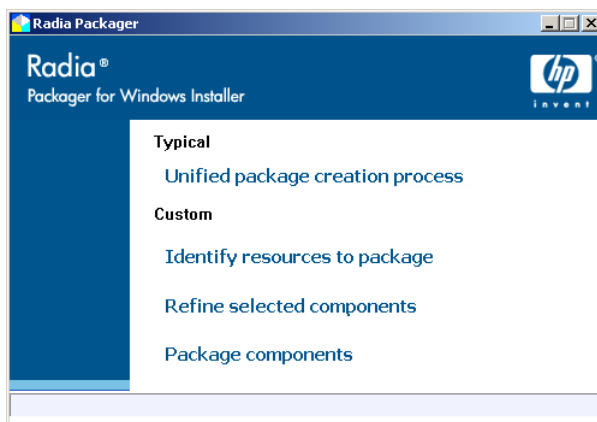 Radia Packager
Radia®
Packager for Windows Installer
hp
invent
Typical
Unified package creation process
Custom
Identify resources to package
Refine selected components
Package components